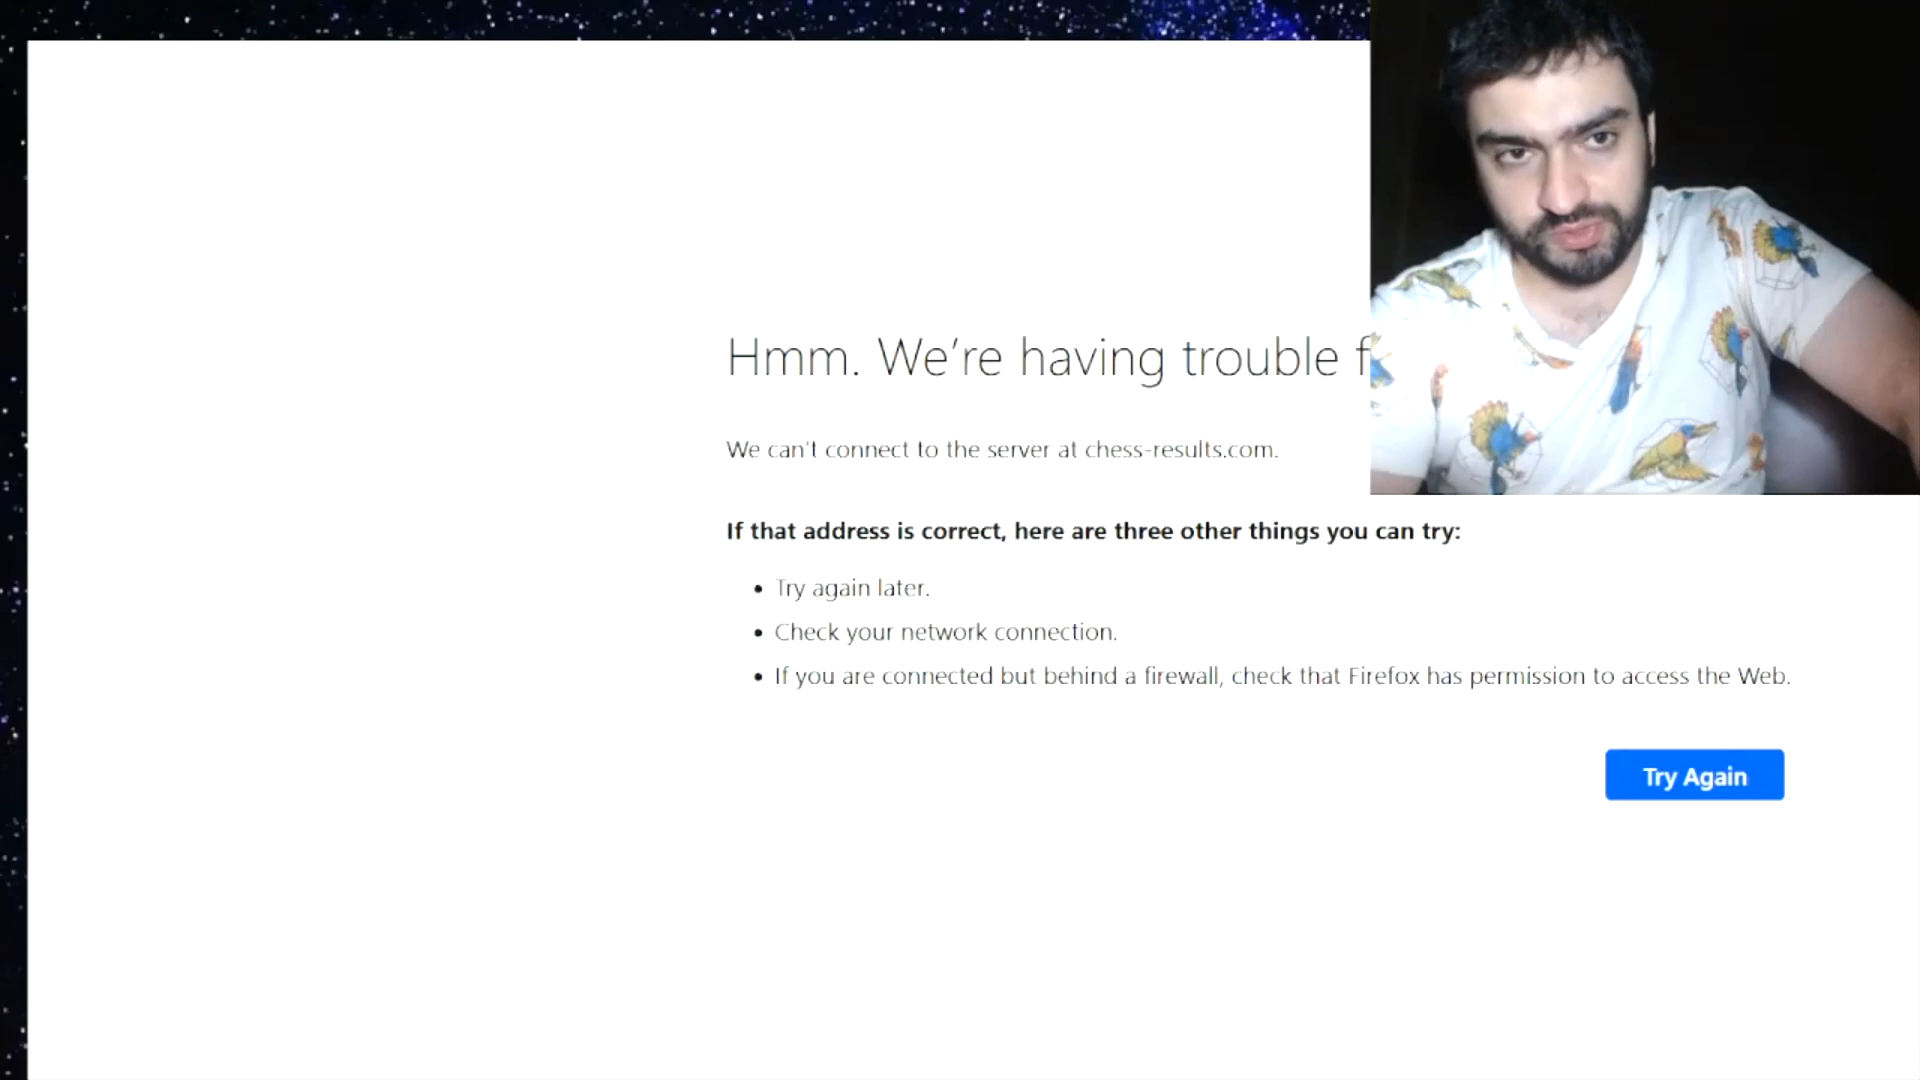 Hmm. We're having trouble
We can't connect to the server at chess-results.com.
If that address is correct, here are three other things you can try:
Try again later.
Check your network connection.
If you are connected but behind a firewall, check that Firefox has permission to access the Web.
Try Again